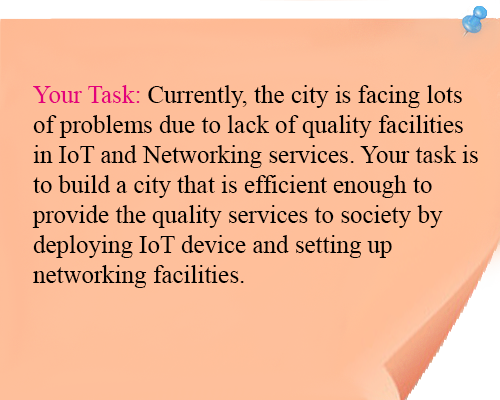 Your Task: Currently, the city is facing lots
of problems due to lack of quality facilities
in IoT and Networking services. Your task is
to build a city that is efficient enough to
provide the quality services to society by
deploying IoT device and setting up
networking facilities.